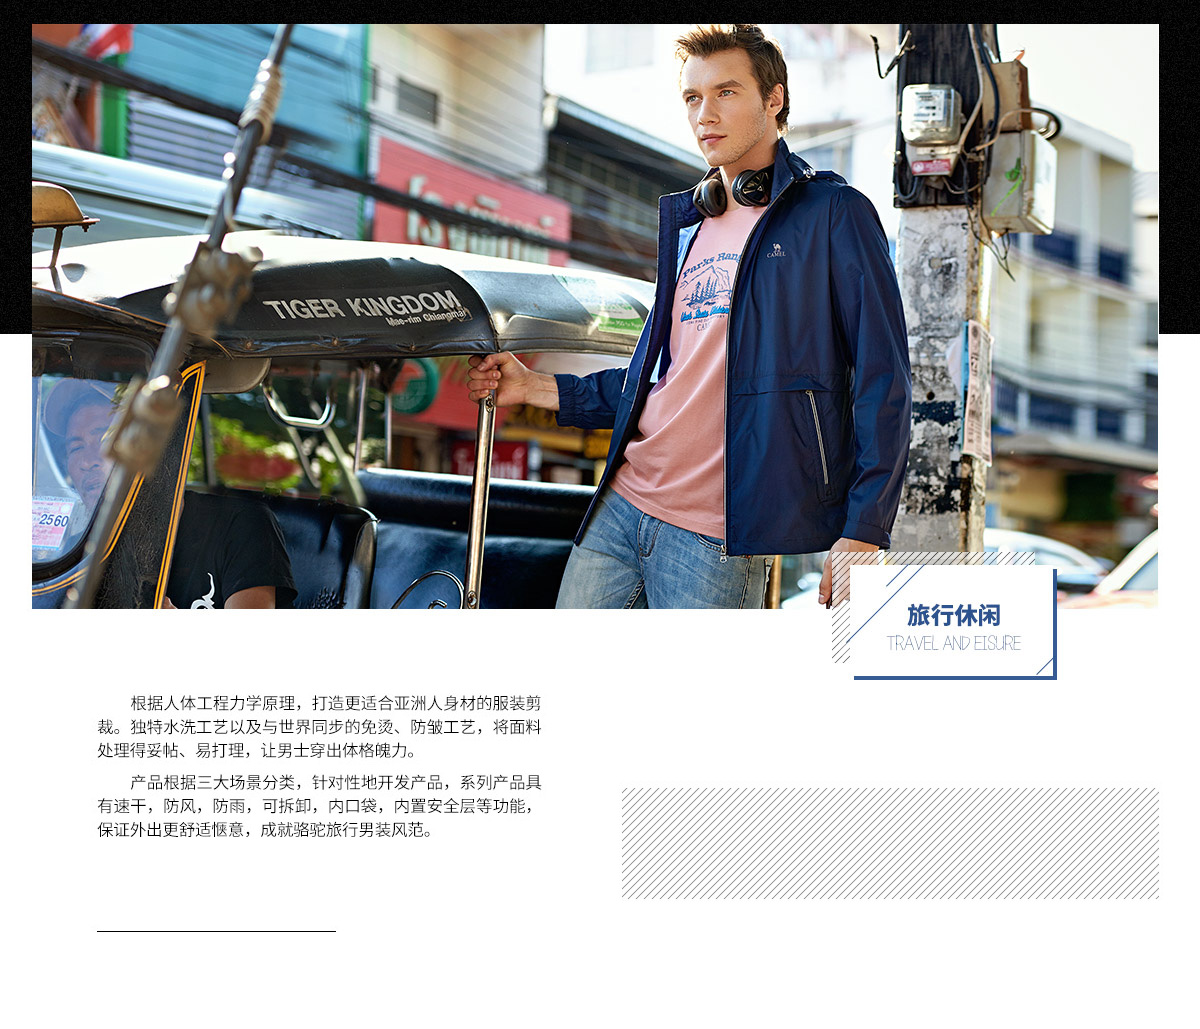 TIGER KINGDOM
Mae-rim Chiangmai
CAMEL
Parks Rang
2560
旅行休闲
TRAVEL AND EISURE
根据人体工程力学原理，打造更适合亚洲人身材的服装剪
裁。独特水洗工艺以及与世界同步的免烫、防皱工艺，将面料
处理得妥帖、易打理，让男士穿出体格魄力。
产品根据三大场景分类，针对性地开发产品，系列产品具
有速干，防风，防雨，可拆卸，内口袋，内置安全层等功能，
保证外出更舒适惬意，成就骆驼旅行男装风范。